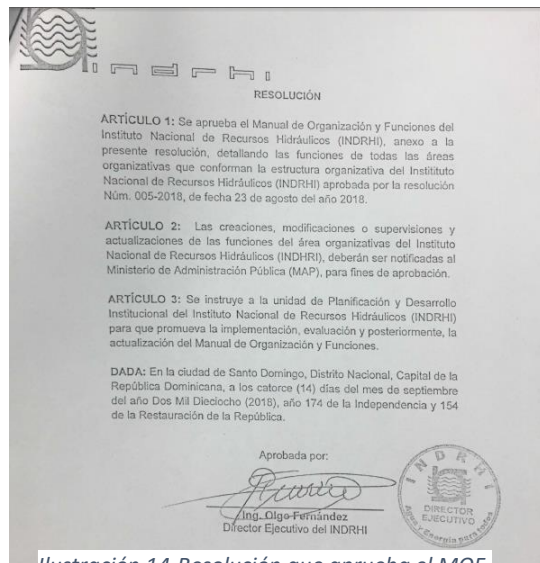 indrhi
RESOLUCIÓN
ARTÍCULO 1: Se aprueba el Manual de Organización y Funciones del
Instituto Nacional de Recursos Hidráulicos (INDRHI), anexo a la
presente resolución, detallando las funciones de todas las áreas
organizativas que conforman la estructura organizativa del Instituto
Nacional de Recursos Hidráulicos (INDRHI) aprobada por la resolución
Núm. 005-2018, de fecha 23 de agosto del año 2018.
ARTÍCULO 2: Las creaciones, modificaciones o supervisiones y
actualizaciones de las funciones del área organizativas del Instituto
Nacional de Recursos Hidráulicos (INDHRI), deberán ser notificadas al
Ministerio de Administración Pública (MAP), para fines de aprobación.
ARTÍCULO 3: Se instruye a la unidad de Planificación y Desarrollo
Institucional del Instituto Nacional de Recursos Hidráulicos (INDRHI)
para que promueva la implementación, evaluación y posteriormente, la
actualización del Manual de Organización y Funciones.
DADA: En la ciudad de Santo Domingo, Distrito Nacional, Capital de la
República Dominicana, a los catorce (14) días del mes de septiembre
del año Dos Mil Dieciocho (2018), año 174 de la Independencia y 154
de la Restauración de la República.
Aprobada por:
Ing. Olgo Fernández
Director Ejecutivo del INDRHI
INDRHI
DIRECTOR
EJECUTIVO
Agua y Energía para todos
Ilustración 14-Resolución que aprueba el MOF